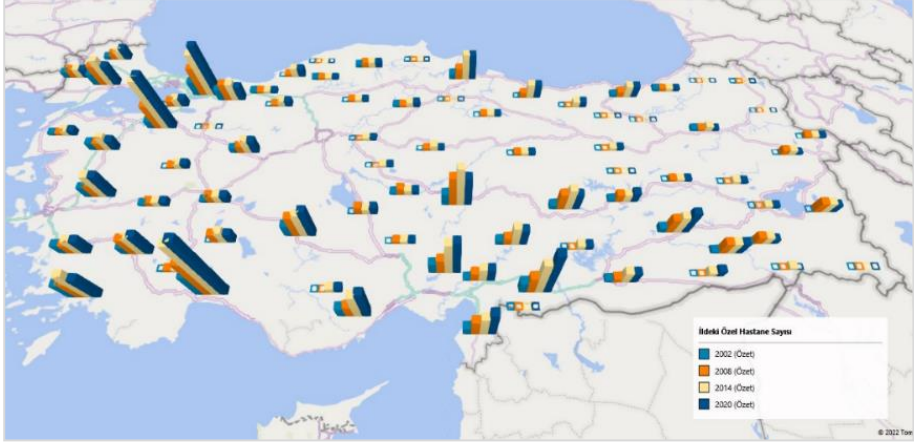 İldeki Özel Hastane Sayısı
2002 (Özet)
2008 (Özet)
2014 (Özet)
2020 (Özet)
© 2022 Tom